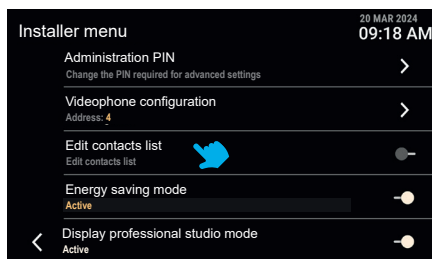 20 MAR 2024
Installer menu 09:18 AM
Administration PIN
Change the PIN required for advanced settings
Videophone configuration
Address: 4
Edit contacts list
Edit contacts list
Energy saving mode
Active
Display professional studio mode
Active